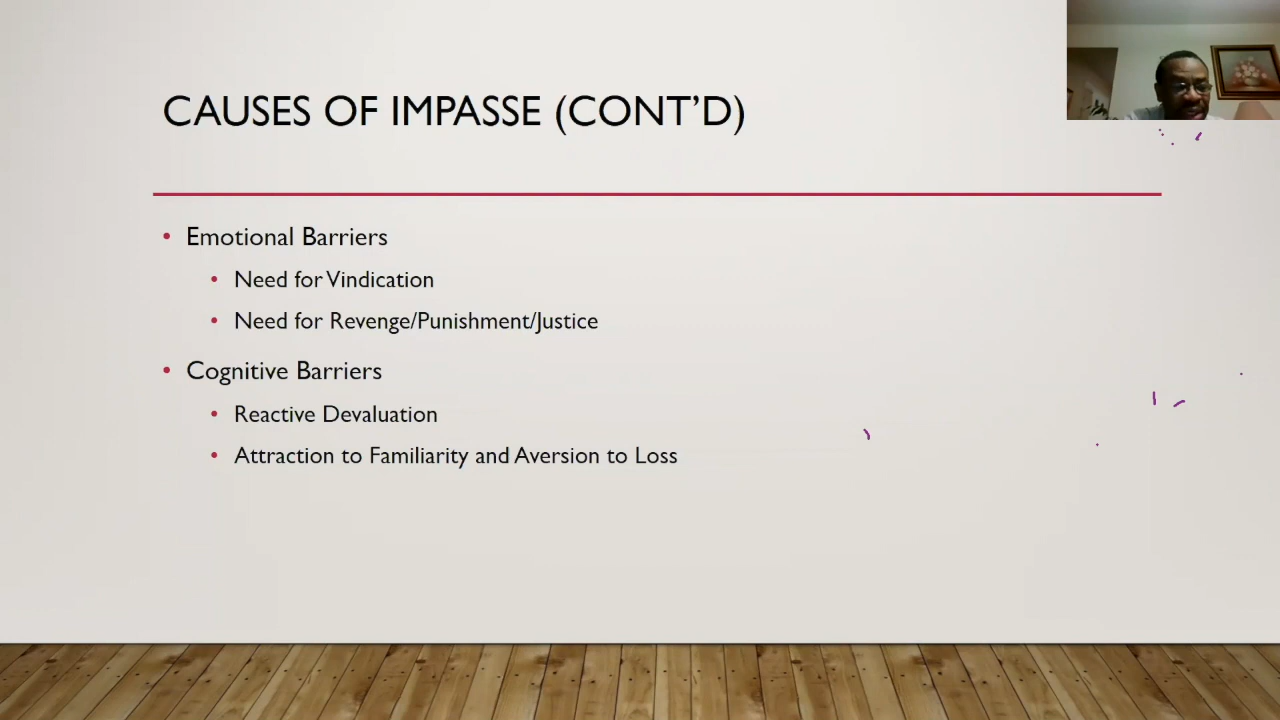 CAUSES OF IMPASSE (CONT’D)
• Emotional Barriers
• Need for Vindication
• Need for Revenge/Punishment/Justice
• Cognitive Barriers
• Reactive Devaluation
• Attraction to Familiarity and Aversion to Loss